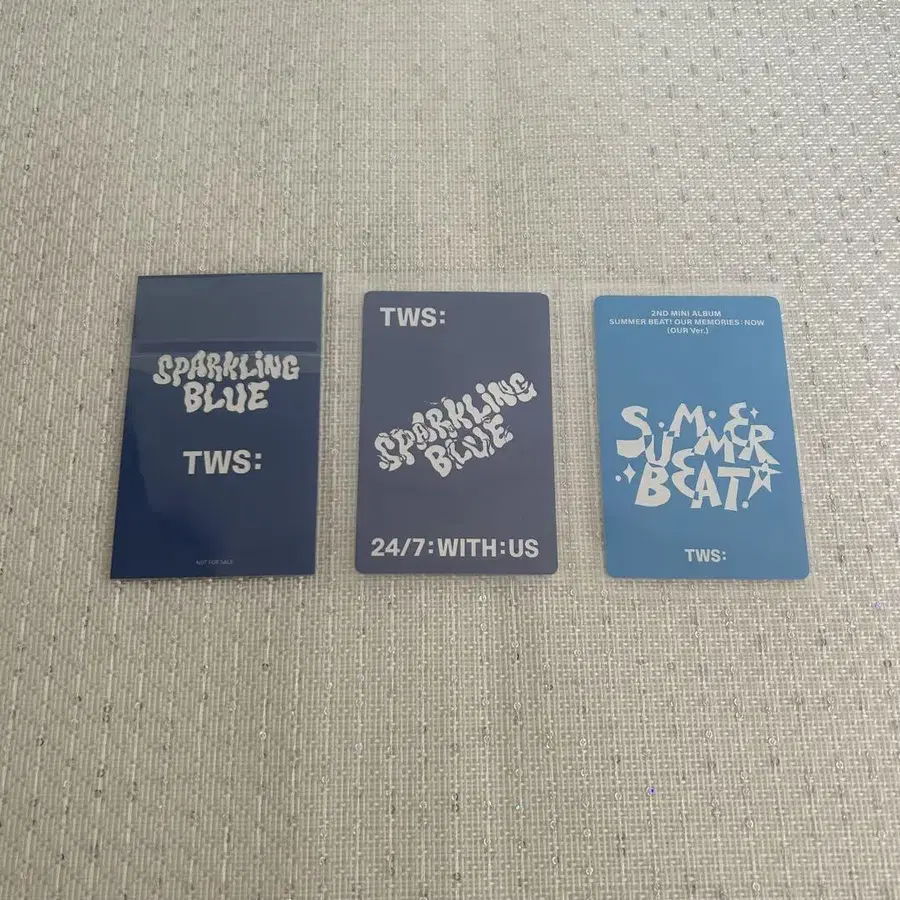 SPARKLING
BLUE
TWS:
NOT FOR SALE
TWS:
SPARKLING
BLUE
24/7:WITH:US
2ND MINI ALBUM
SUMMER BEAT! OUR MEMORIES : NOW
(OUR Ver.)
SUMMER
BEAT!
TWS: